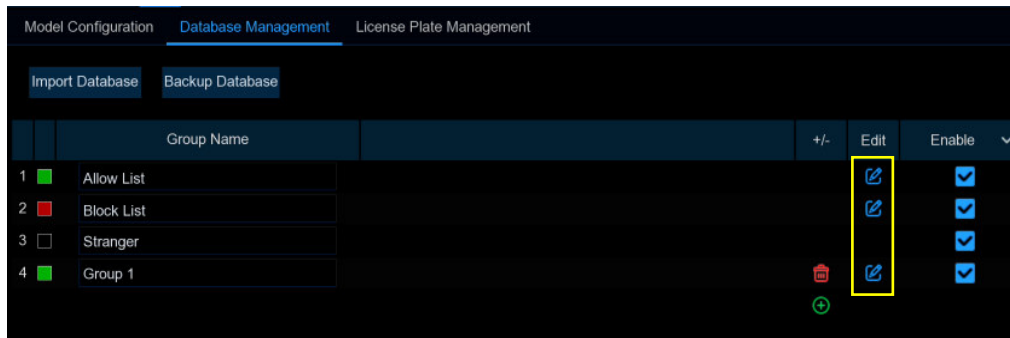 Model Configuration Database Management License Plate Management
Import Database Backup Database
Group Name +/- Edit Enable
1 Allow List
2 Block List
3 Stranger
4 Group 1